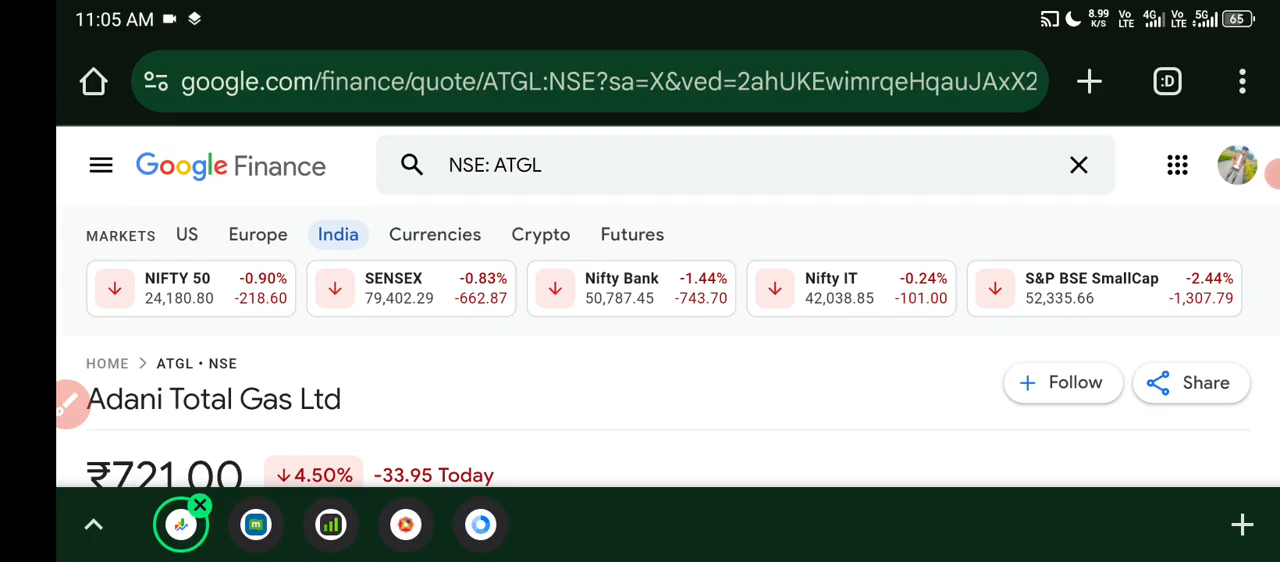 11:05 AM
8.99 K/S Vo LTE 4G Vo LTE 5G 65
google.com/finance/quote/ATGL:NSE?sa=X&ved=2ahUKEwimrqeHqauJAxX2
:D
Google Finance
NSE: ATGL
MARKETS US Europe India Currencies Crypto Futures
NIFTY 50 -0.90% SENSEX -0.83% Nifty Bank -1.44% Nifty IT -0.24% S&P BSE SmallCap -2.44%
24,180.80 -218.60 79,402.29 -662.87 50,787.45 -743.70 42,038.85 -101.00 52,335.66 -1,307.79
HOME > ATGL • NSE
Adani Total Gas Ltd
+ Follow Share
₹721.00 ↓4.50% -33.95 Today